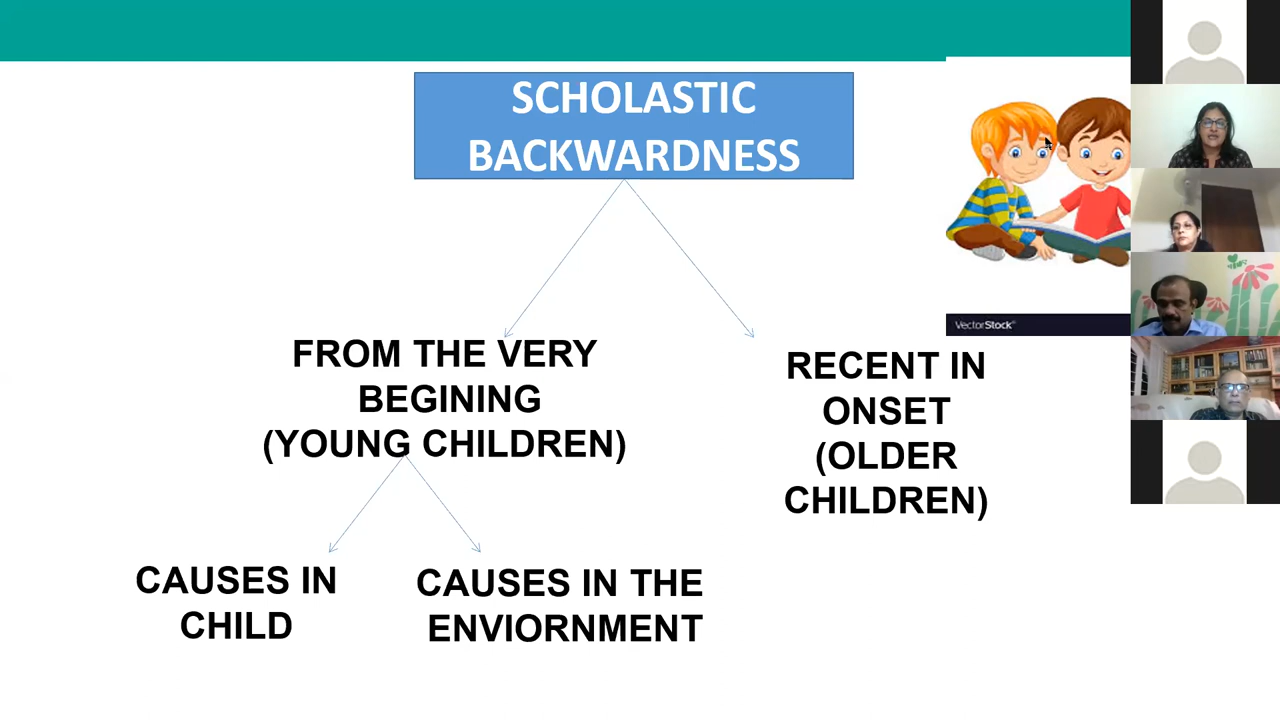 SCHOLASTIC
BACKWARDNESS
VectorStock®
FROM THE VERY
BEGINING
(YOUNG CHILDREN)
RECENT IN
ONSET
(OLDER
CHILDREN)
CAUSES IN
CHILD
CAUSES IN THE
ENVIORNMENT